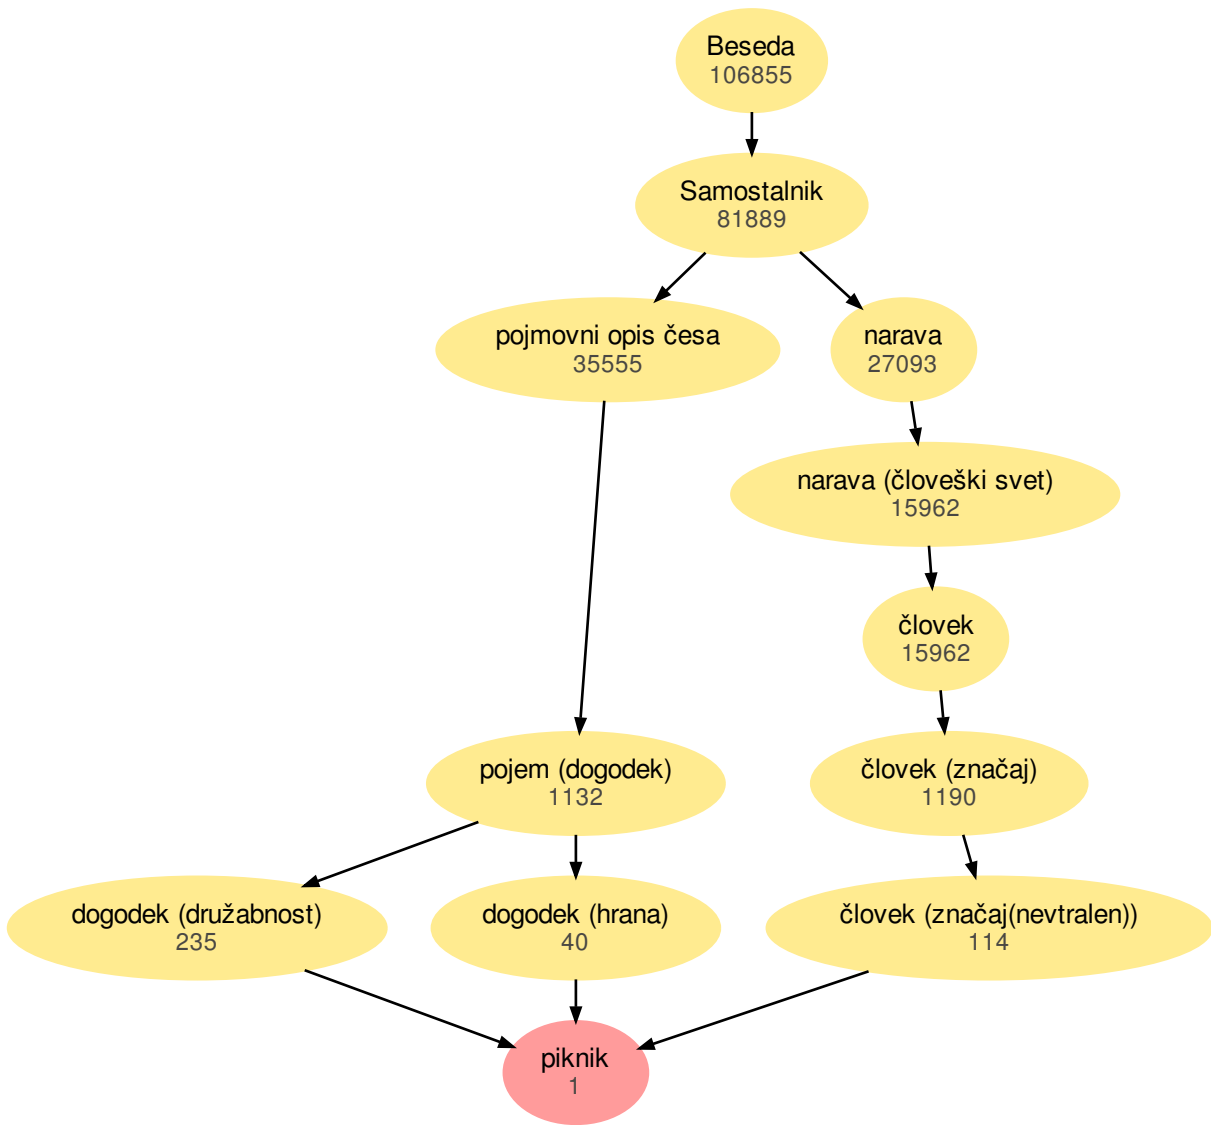 Beseda
106855
Samostalnik
81889
pojmovni opis česa
35555
narava
27093
narava (človeški svet)
15962
človek
15962
pojem (dogodek)
1132
človek (značaj)
1190
dogodek (družabnost)
235
dogodek (hrana)
40
človek (značaj(nevtralen))
114
piknik
1